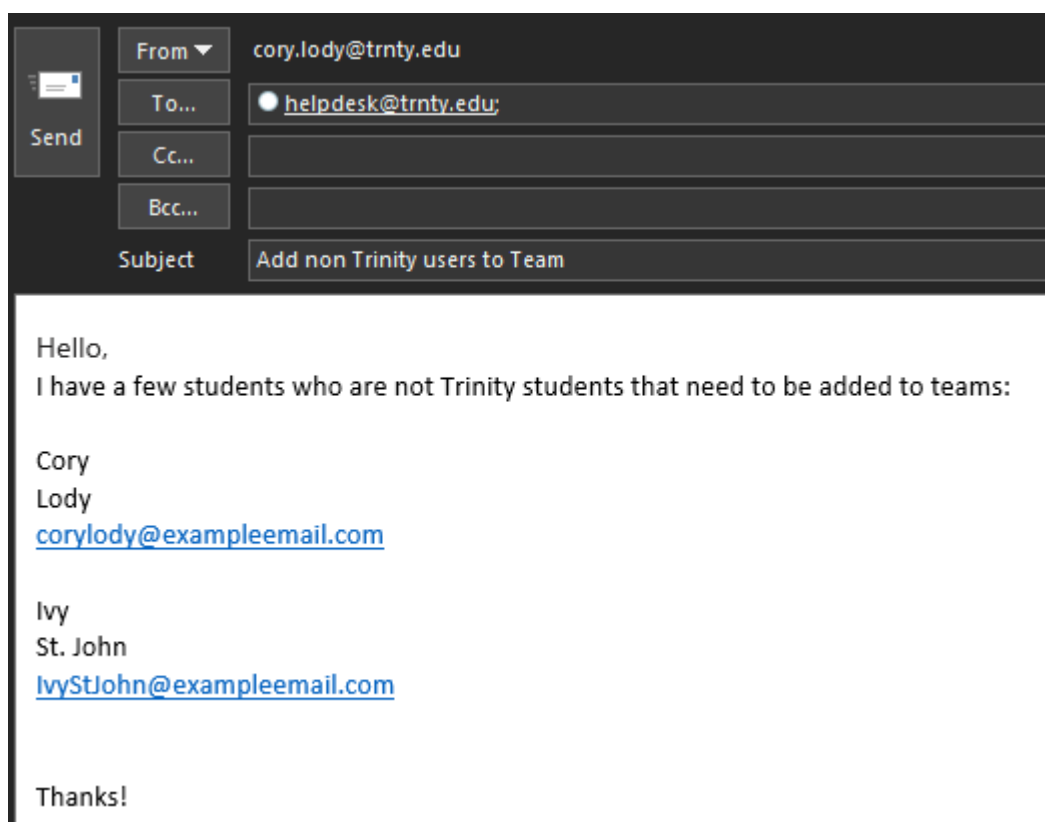 From cory.lody@trnty.edu
To... helpdesk@trnty.edu;
Send
Cc...
Bcc...
Subject Add non Trinity users to Team
Hello,
I have a few students who are not Trinity students that need to be added to teams:
Cory
Lody
corylody@exampleemail.com
Ivy
St. John
IvyStJohn@exampleemail.com
Thanks!